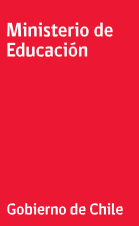 Ministerio de
Educación
Gobierno de Chile